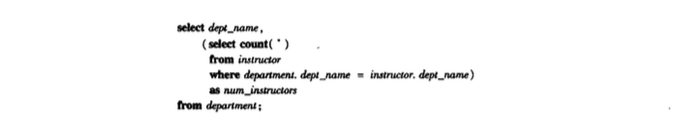 select dept_name,
(select count(*)
from instructor
where department. dept_name = instructor. dept_name)
as num_instructors
from department;